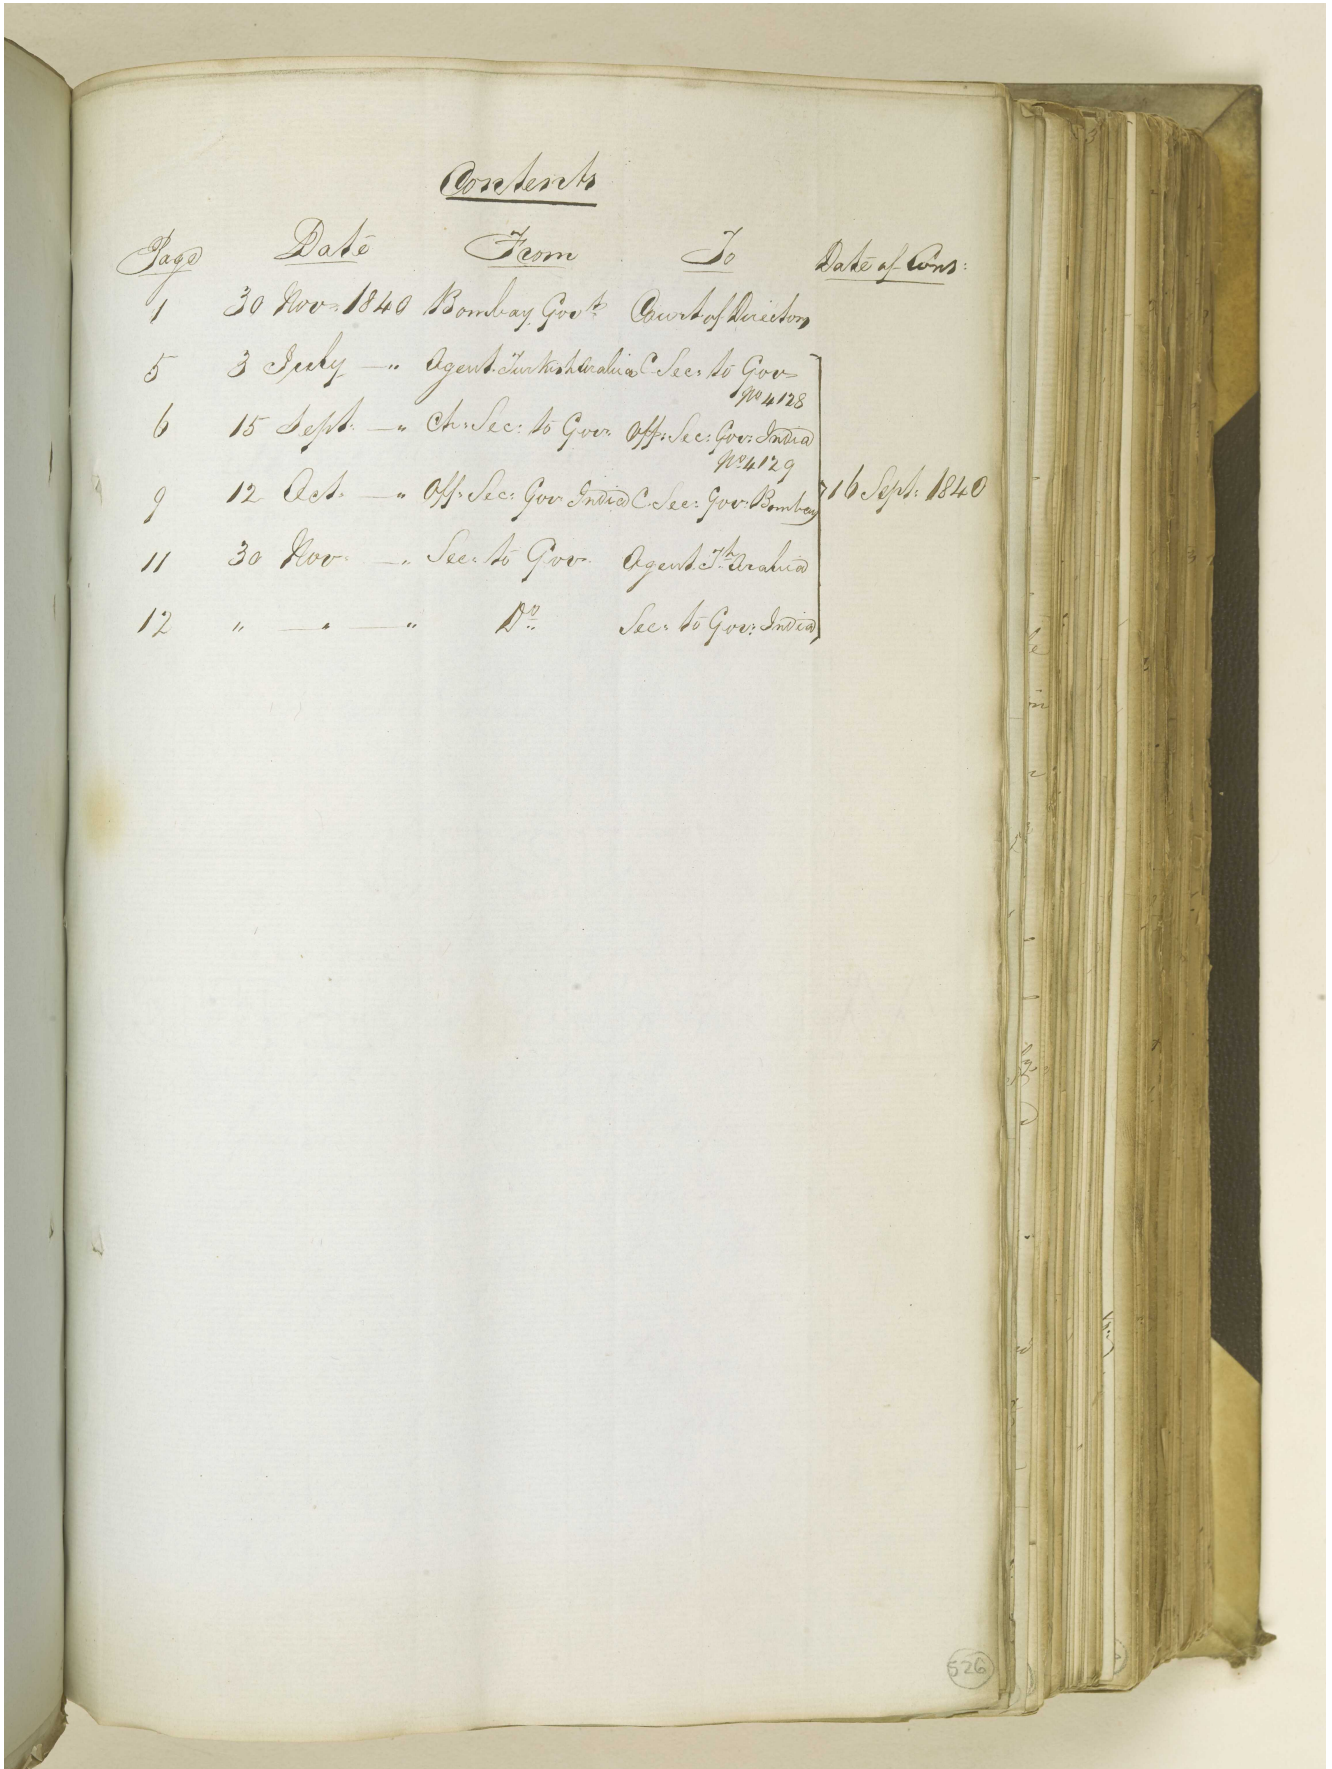 Contents
Page Date From To Date of Cons:
1 30 Nov: 1840 Bombay Govt. Court of Directors
5 3 July — " Agent Turkish Arabia C Sec: to Gov
No 4128
6 15 Sept: — " Ch: Sec: to Gov: Off: Sec: Gov: India
No 4129
9 12 Oct. — " Off: Sec: Gov India C. Sec: Gov: Bombay 16 Sept: 1840
11 30 Nov: — " Sec: to Gov. Agent Th. Arabia
12 " — " — " Do. Sec: to Gov: India
526